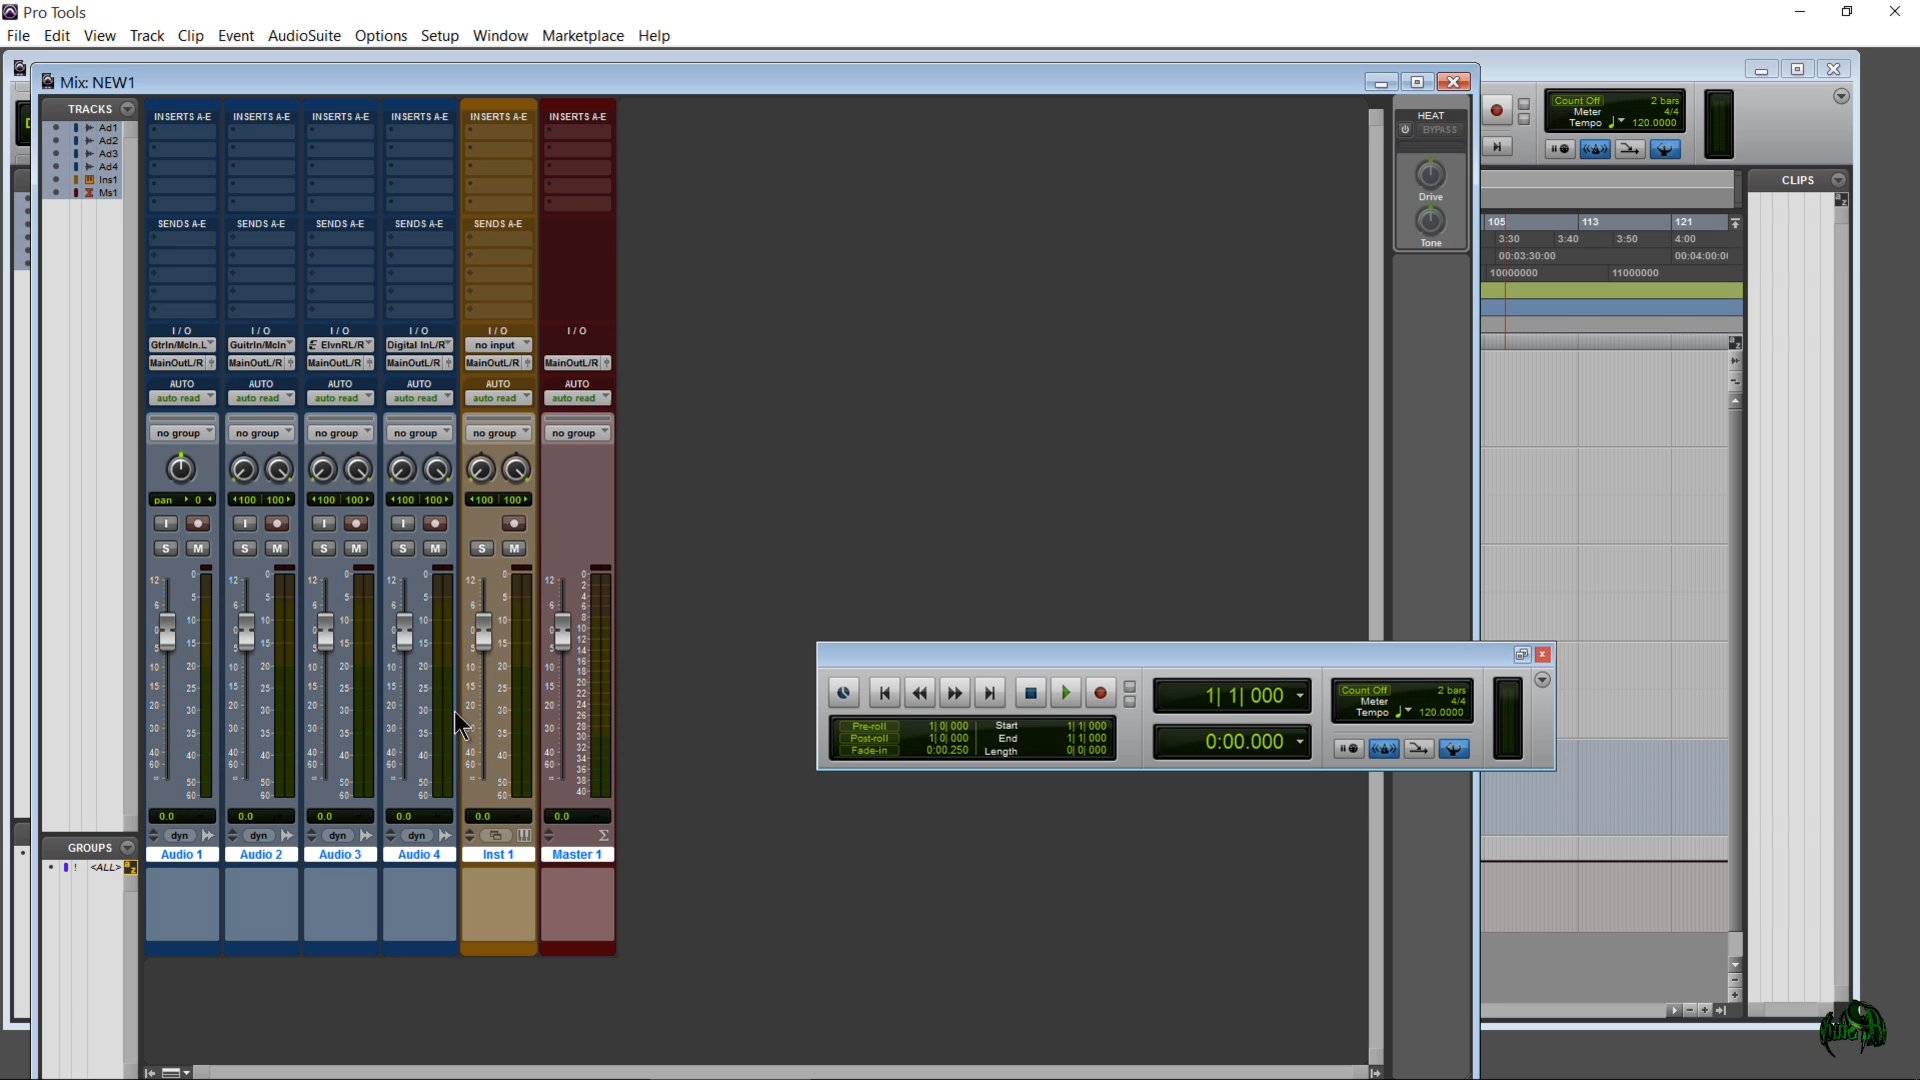 Pro Tools
File Edit View Track Clip Event AudioSuite Options Setup Window Marketplace Help
Mix: NEW1
TRACKS
Ad1
Ad2
Ad3
Ad4
Ins1
Ms1
INSERTS A-E INSERTS A-E INSERTS A-E INSERTS A-E INSERTS A-E INSERTS A-E
SENDS A-E SENDS A-E SENDS A-E SENDS A-E SENDS A-E
I / O I / O I / O I / O I / O I / O
GtrIn/McIn.L GuitrIn/McIn E ElvnRL/R Digital InL/R no input
MainOutL/R MainOutL/R MainOutL/R MainOutL/R MainOutL/R MainOutL/R
AUTO AUTO AUTO AUTO AUTO AUTO
auto read auto read auto read auto read auto read auto read
no group no group no group no group no group no group
pan 0 100 100 100 100 100 100 100 100
I I I I
S M S M S M S M S M
0.0 0.0 0.0 0.0 0.0 0.0
dyn dyn dyn dyn
Audio 1 Audio 2 Audio 3 Audio 4 Inst 1 Master 1
GROUPS
! <ALL>
HEAT
BYPASS
Drive
Tone
Count Off 2 bars
Meter 4/4
Tempo 120.0000
CLIPS
105 113 121
3:30 3:40 3:50 4:00
00:03:30:00 00:04:00:0
10000000 11000000
1| 1| 000
0:00.000
Pre-roll 1| 0| 000 Start 1| 1| 000
Post-roll 1| 0| 000 End 1| 1| 000
Fade-in 0:00.250 Length 0| 0| 000
Count Off 2 bars
Meter 4/4
Tempo 120.0000